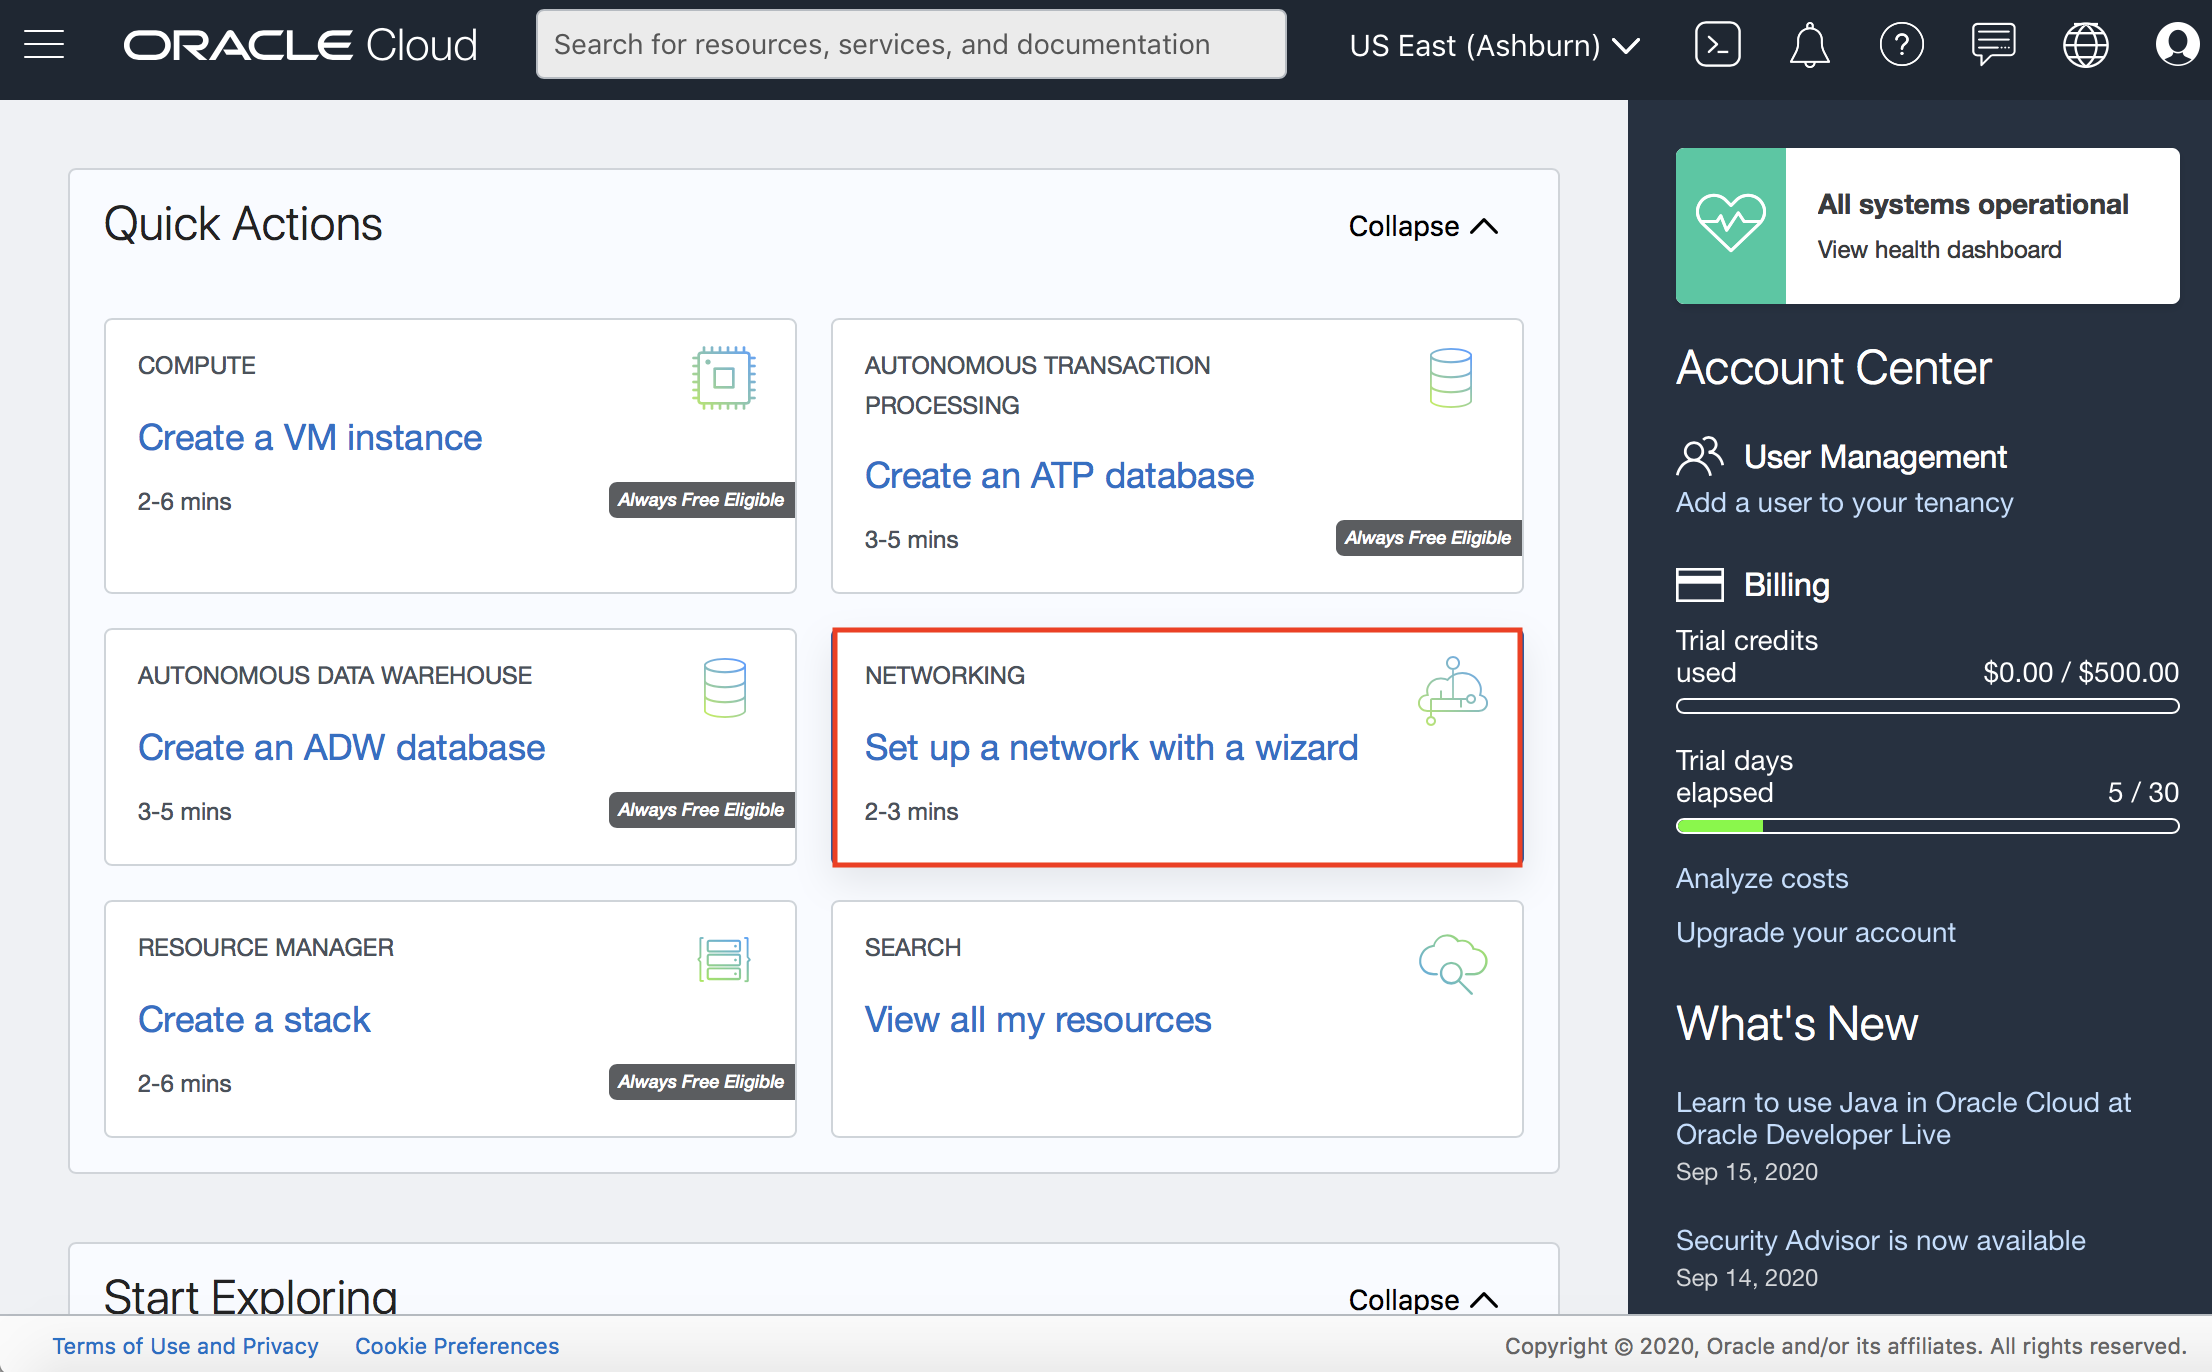 ORACLE Cloud
Search for resources, services, and documentation
US East (Ashburn)
Quick Actions
Collapse
COMPUTE
Create a VM instance
2-6 mins
Always Free Eligible
AUTONOMOUS TRANSACTION
PROCESSING
Create an ATP database
3-5 mins
Always Free Eligible
AUTONOMOUS DATA WAREHOUSE
Create an ADW database
3-5 mins
Always Free Eligible
NETWORKING
Set up a network with a wizard
2-3 mins
RESOURCE MANAGER
Create a stack
2-6 mins
Always Free Eligible
SEARCH
View all my resources
Start Exploring
Collapse
All systems operational
View health dashboard
Account Center
User Management
Add a user to your tenancy
Billing
Trial credits
used
$0.00 / $500.00
Trial days
elapsed
5 / 30
Analyze costs
Upgrade your account
What's New
Learn to use Java in Oracle Cloud at
Oracle Developer Live
Sep 15, 2020
Security Advisor is now available
Sep 14, 2020
Terms of Use and Privacy
Cookie Preferences
Copyright © 2020, Oracle and/or its affiliates. All rights reserved.